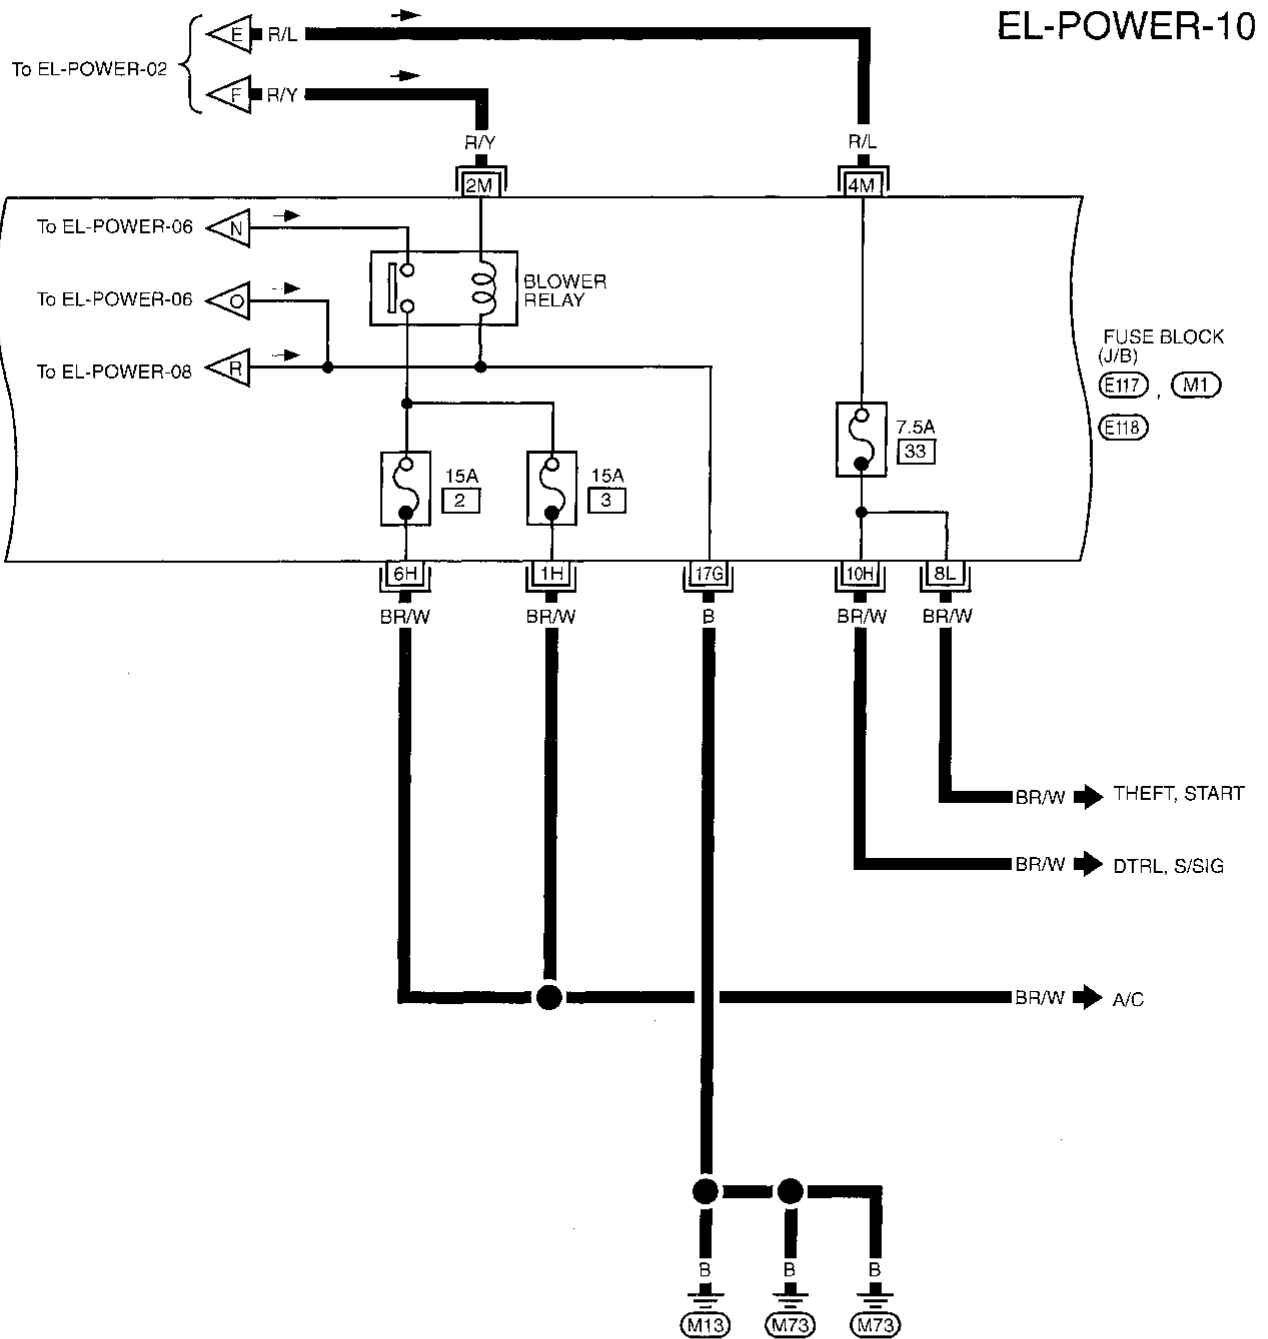 EL-POWER-10
E R/L
To EL-POWER-02
F R/Y
R/Y R/L
2M 4M
To EL-POWER-06 N
To EL-POWER-06 O
BLOWER
RELAY
To EL-POWER-08 R
FUSE BLOCK
(J/B)
E117 , M1
E118
7.5A
33
15A
2
15A
3
6H 1H 17G 10H 8L
BR/W BR/W B BR/W BR/W
BR/W THEFT, START
BR/W DTRL, S/SIG
BR/W A/C
B B B
M13 M73 M73